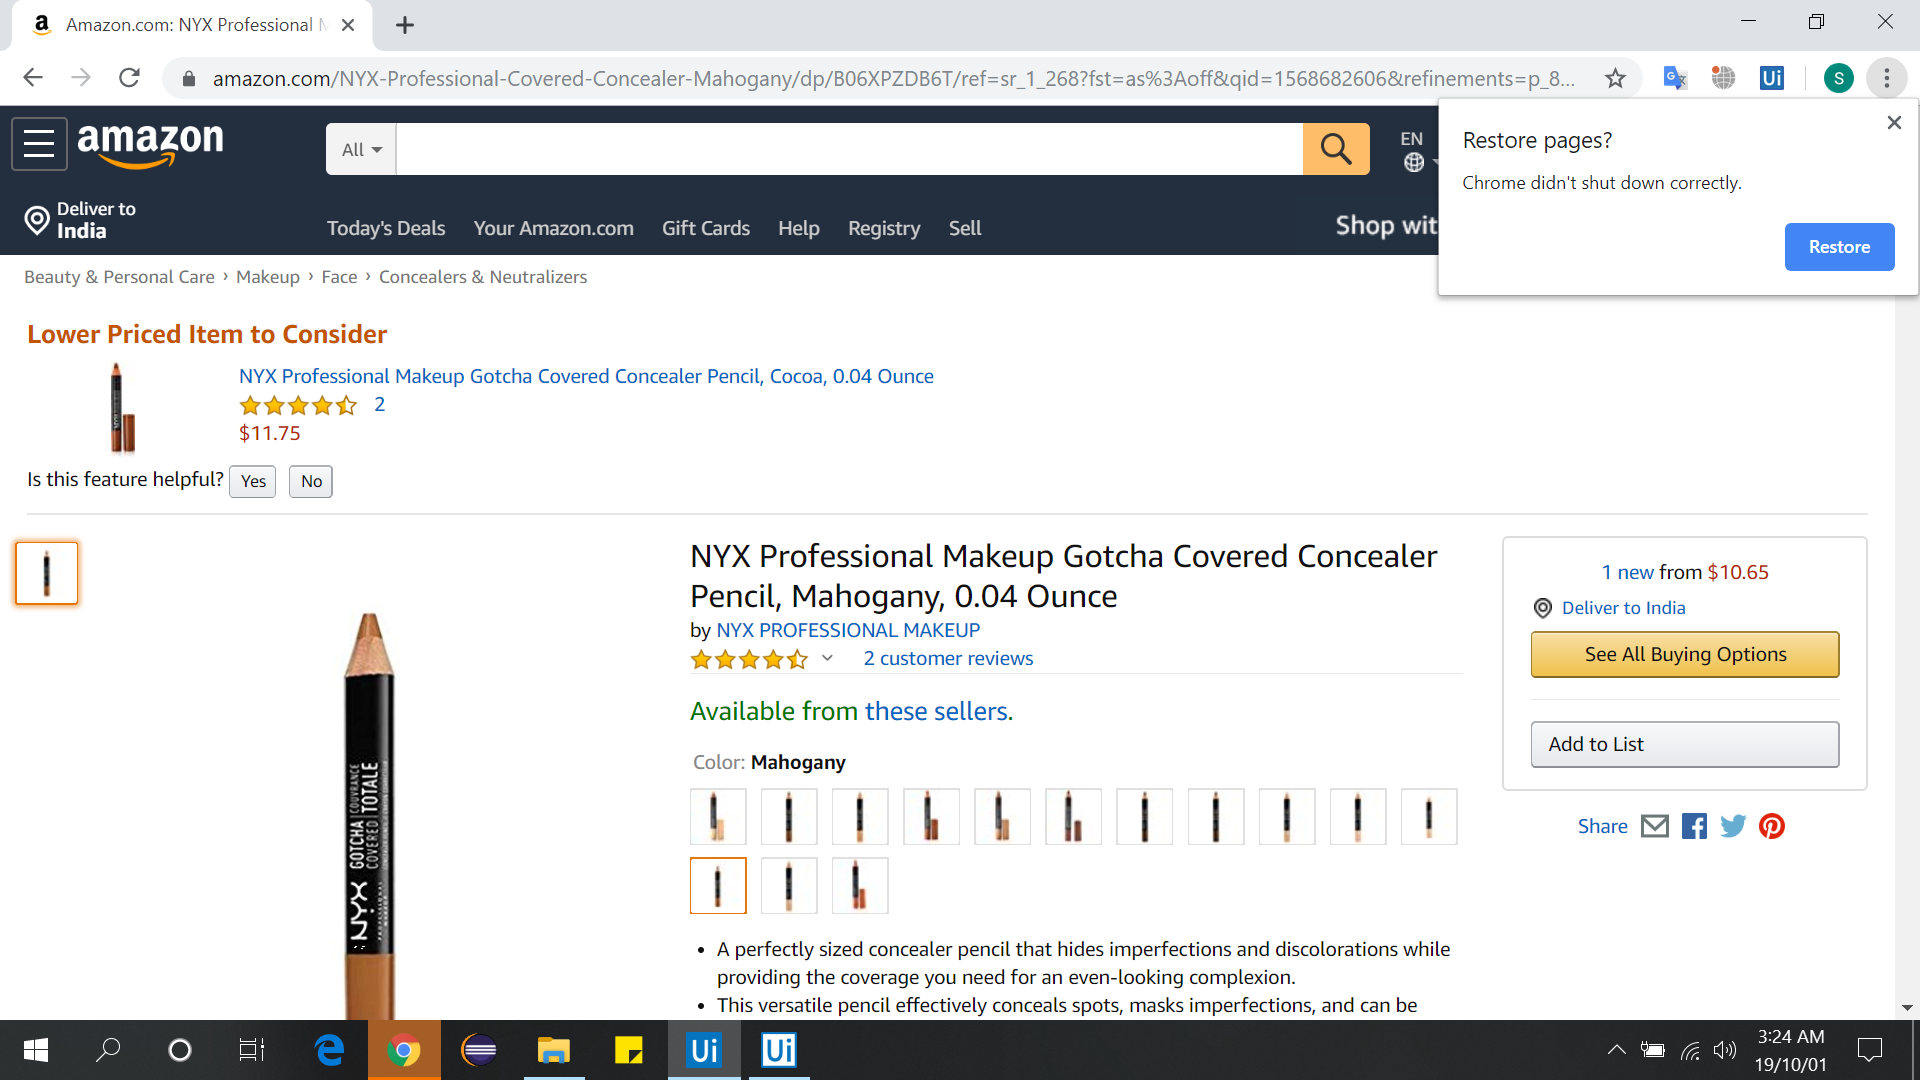 Amazon.com: NYX Professional
amazon.com/NYX-Professional-Covered-Concealer-Mahogany/dp/B06XPZDB6T/ref=sr_1_268?fst=as%3Aoff&qid=1568682606&refinements=p_8...
S
Restore pages?
Chrome didn't shut down correctly.
Restore
amazon
All
EN
Deliver to
India
Today's Deals Your Amazon.com Gift Cards Help Registry Sell
Shop wit
Beauty & Personal Care › Makeup › Face › Concealers & Neutralizers
Lower Priced Item to Consider
NYX Professional Makeup Gotcha Covered Concealer Pencil, Cocoa, 0.04 Ounce
2
$11.75
Is this feature helpful? Yes No
NYX Professional Makeup Gotcha Covered Concealer
Pencil, Mahogany, 0.04 Ounce
by NYX PROFESSIONAL MAKEUP
2 customer reviews
Available from these sellers.
Color: Mahogany
A perfectly sized concealer pencil that hides imperfections and discolorations while
providing the coverage you need for an even-looking complexion.
This versatile pencil effectively conceals spots, masks imperfections, and can be
1 new from $10.65
Deliver to India
See All Buying Options
Add to List
Share
NYX
PROFESSIONAL
MAKEUP
GOTCHA COUVRANCE
COVERED TOTALE
Ui
Ui
Ui
3:24 AM
19/10/01